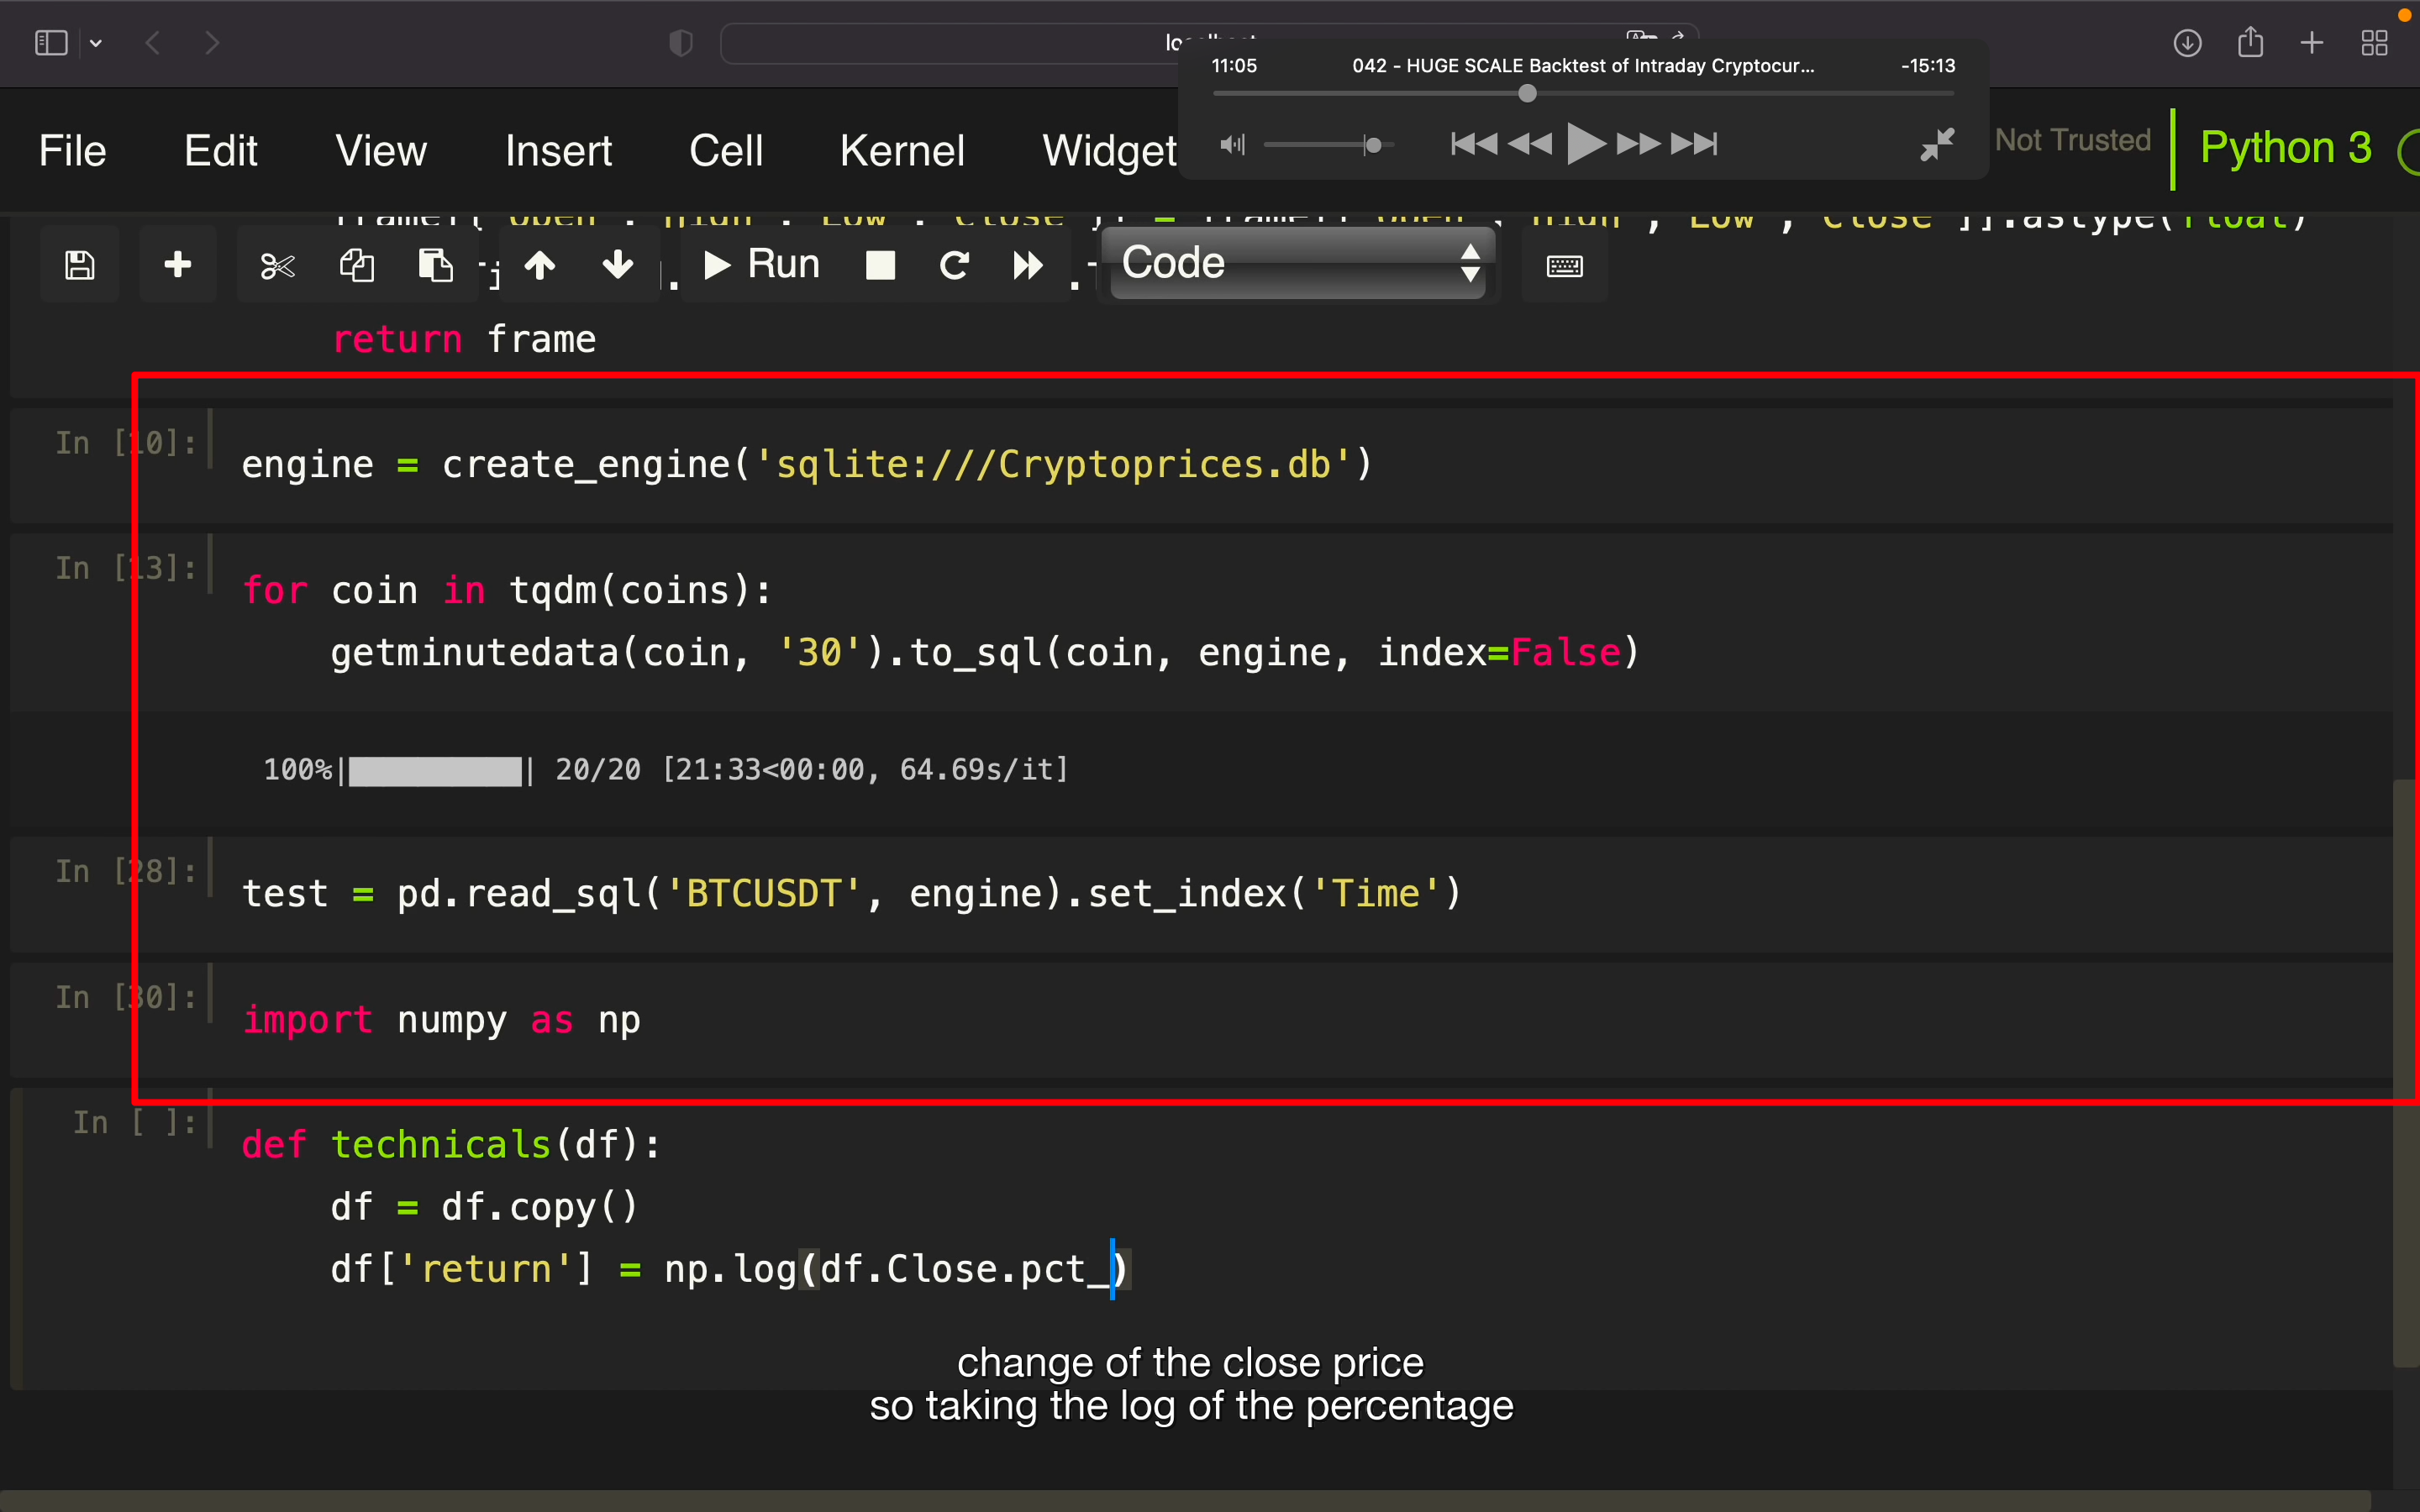 11:05 042 - HUGE SCALE Backtest of Intraday Cryptocur... -15:13
File Edit View Insert Cell Kernel Widget Not Trusted Python 3
Run Code
return frame
In [10]: engine = create_engine('sqlite:///Cryptoprices.db')
In [13]: for coin in tqdm(coins):
getminutedata(coin, '30').to_sql(coin, engine, index=False)
100%| | 20/20 [21:33<00:00, 64.69s/it]
In [28]: test = pd.read_sql('BTCUSDT', engine).set_index('Time')
In [30]: import numpy as np
In [ ]: def technicals(df):
df = df.copy()
df['return'] = np.log(df.Close.pct_)
change of the close price
so taking the log of the percentage